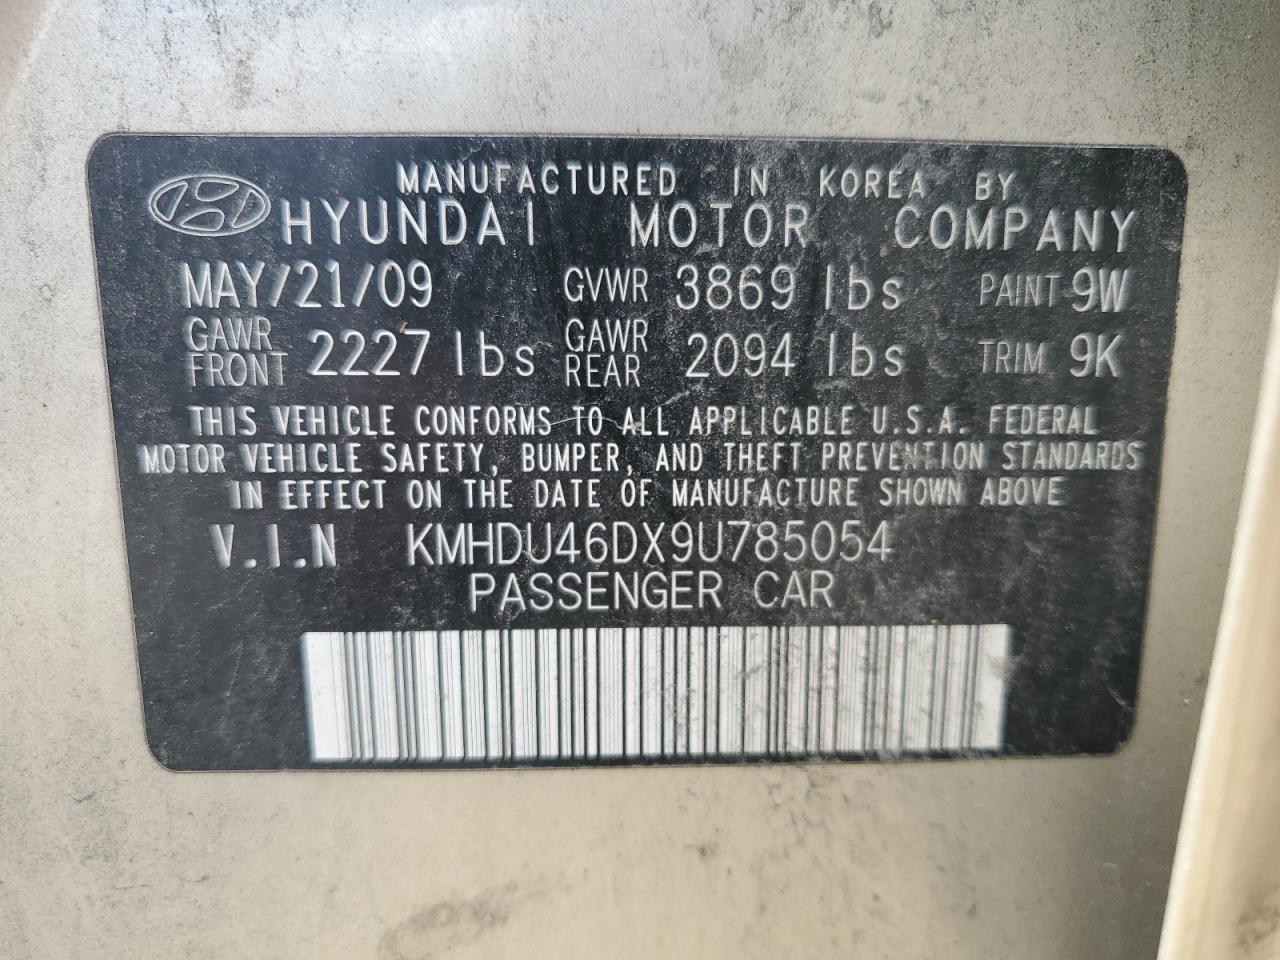 MANUFACTURED IN KOREA BY
HYUNDAI MOTOR COMPANY
MAY/21/09 GVWR 3869 lbs PAINT 9W
GAWR FRONT 2227 lbs GAWR REAR 2094 lbs TRIM 9K
THIS VEHICLE CONFORMS TO ALL APPLICABLE U.S.A. FEDERAL
MOTOR VEHICLE SAFETY, BUMPER, AND THEFT PREVENTION STANDARDS
IN EFFECT ON THE DATE OF MANUFACTURE SHOWN ABOVE
V.I.N KMHDU46DX9U785054
PASSENGER CAR